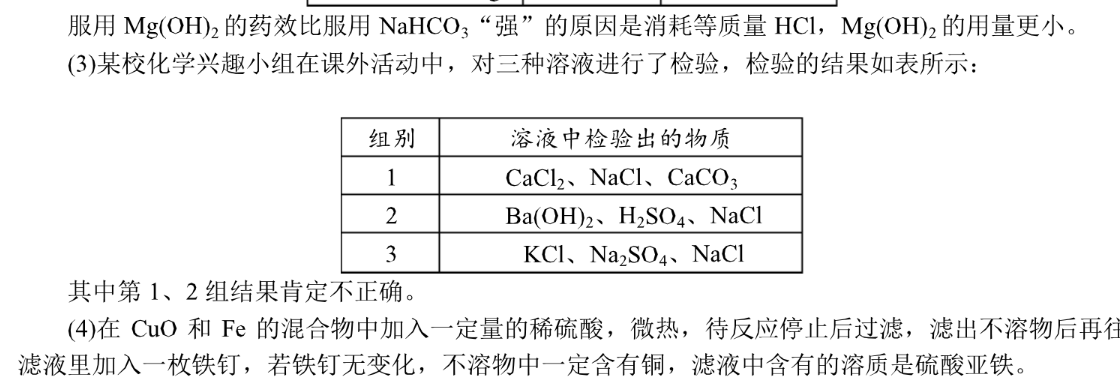 服用 Mg(OH)₂的药效比服用 NaHCO₃“强”的原因是消耗等质量 HCl，Mg(OH)₂的用量更小。
(3)某校化学兴趣小组在课外活动中，对三种溶液进行了检验，检验的结果如表所示：
组别 溶液中检验出的物质
1 CaCl₂、NaCl、CaCO₃
2 Ba(OH)₂、H₂SO₄、NaCl
3 KCl、Na₂SO₄、NaCl
其中第 1、2 组结果肯定不正确。
(4)在 CuO 和 Fe 的混合物中加入一定量的稀硫酸，微热，待反应停止后过滤，滤出不溶物后再往
滤液里加入一枚铁钉，若铁钉无变化，不溶物中一定含有铜，滤液中含有的溶质是硫酸亚铁。